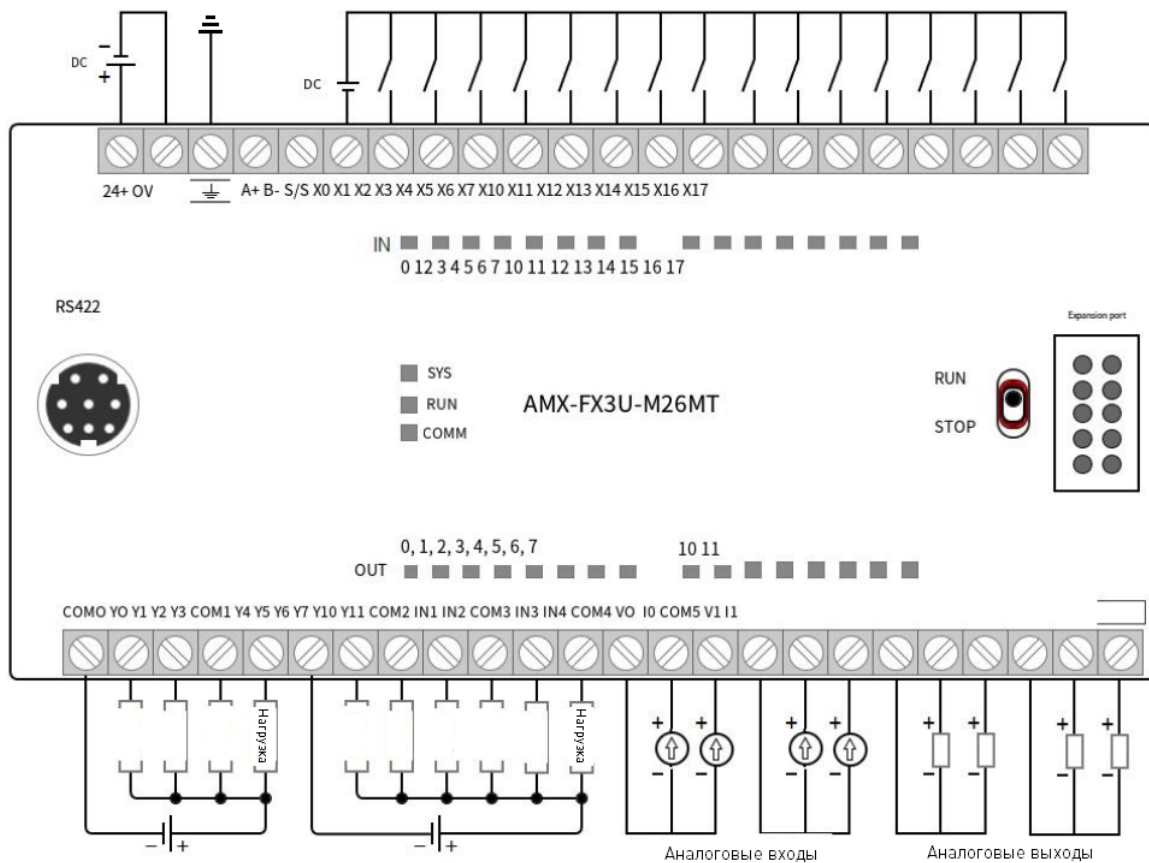 DC
− +
DC
24+ OV A+ B- S/S X0 X1 X2 X3 X4 X5 X6 X7 X10 X11 X12 X13 X14 X15 X16 X17
IN
0 12 3 4 5 6 7 10 11 12 13 14 15 16 17
RS422
Expansion port
SYS
RUN
COMM
AMX-FX3U-M26MT
RUN
STOP
0, 1, 2, 3, 4, 5, 6, 7 10 11
OUT
COMO YO Y1 Y2 Y3 COM1 Y4 Y5 Y6 Y7 Y10 Y11 COM2 IN1 IN2 COM3 IN3 IN4 COM4 VO I0 COM5 V1 I1
Нагрузка
Нагрузка
+ + + + + + + +
− − − − − − − −
− +
− +
Аналоговые входы
Аналоговые выходы